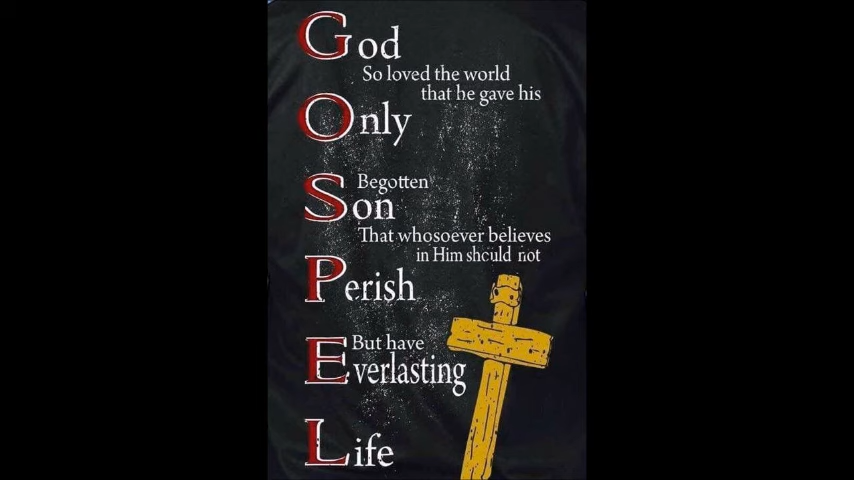 God
So loved the world
that he gave his
Only
Begotten
Son
That whosoever believes
in Him should not
Perish
But have
Everlasting
Life